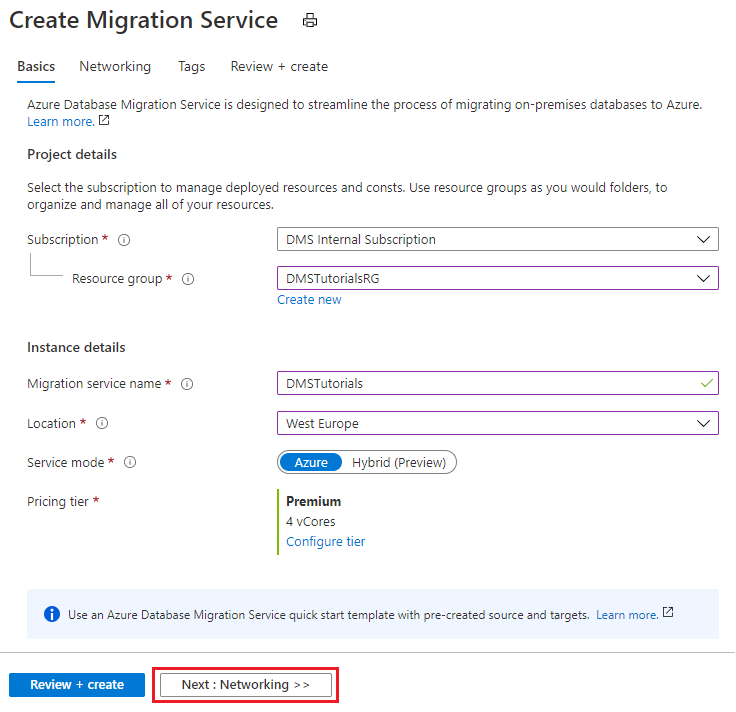 Create Migration Service
Basics Networking Tags Review + create
Azure Database Migration Service is designed to streamline the process of migrating on-premises databases to Azure.
Learn more.
Project details
Select the subscription to manage deployed resources and consts. Use resource groups as you would folders, to
organize and manage all of your resources.
Subscription * DMS Internal Subscription
Resource group * DMSTutorialsRG
Create new
Instance details
Migration service name * DMSTutorials
Location * West Europe
Service mode * Azure Hybrid (Preview)
Pricing tier * Premium
4 vCores
Configure tier
Use an Azure Database Migration Service quick start template with pre-created source and targets. Learn more.
Review + create Next : Networking >>